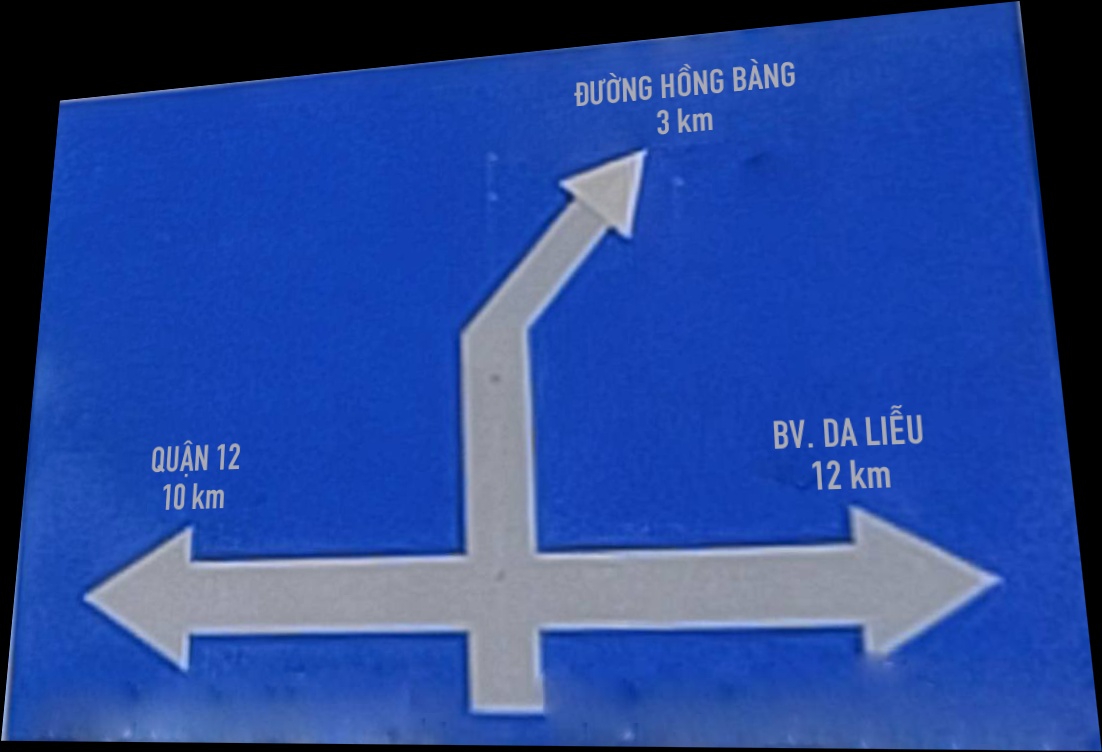 ĐƯỜNG HỒNG BÀNG
3 km
QUẬN 12
10 km
BV. DA LIỄU
12 km